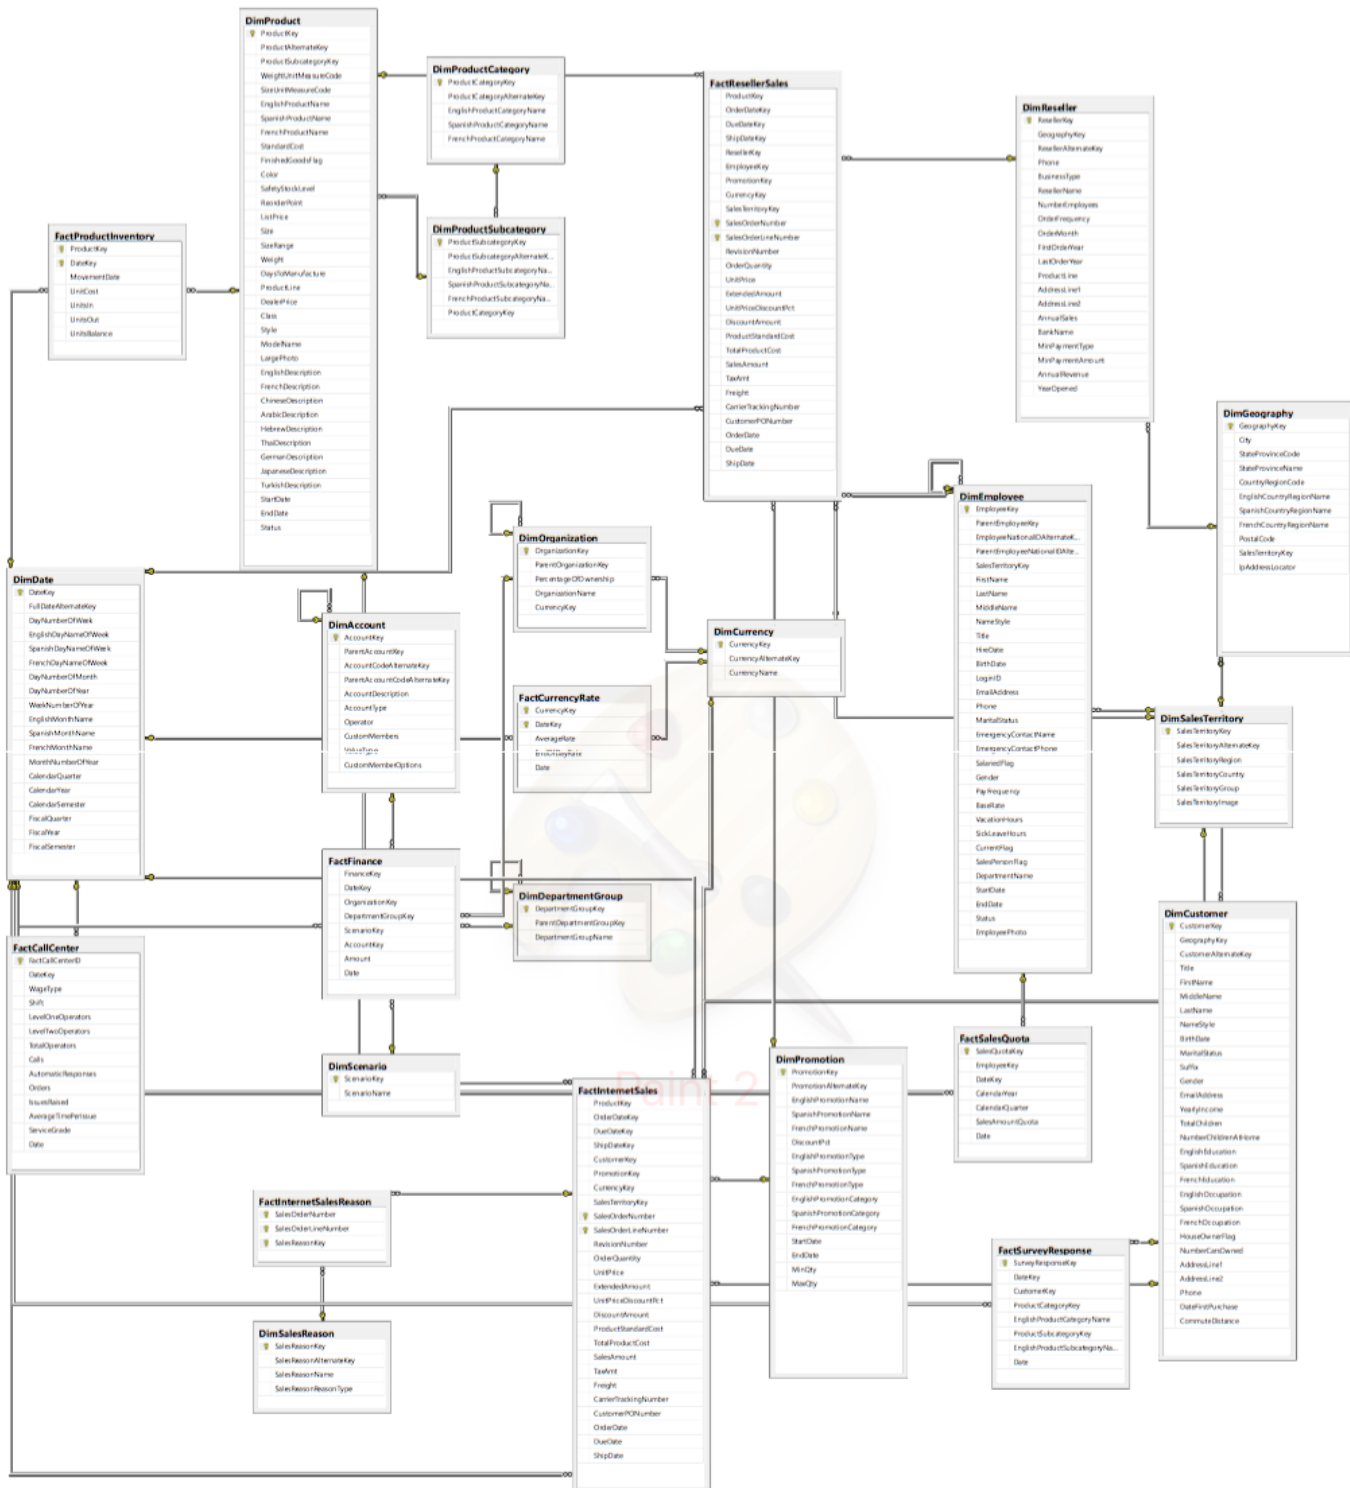 DimProduct
ProductKey
ProductAlternateKey
ProductSubcategoryKey
WeightUnitMeasureCode
SizeUnitMeasureCode
EnglishProductName
SpanishProductName
FrenchProductName
StandardCost
FinishedGoodsFlag
Color
SafetyStockLevel
ReorderPoint
ListPrice
Size
SizeRange
Weight
DaysToManufacture
ProductLine
DealerPrice
Class
Style
ModelName
LargePhoto
EnglishDescription
FrenchDescription
ChineseDescription
ArabicDescription
HebrewDescription
ThaiDescription
GermanDescription
JapaneseDescription
TurkishDescription
StartDate
EndDate
Status
DimProductCategory
ProductCategoryKey
ProductCategoryAlternateKey
EnglishProductCategoryName
SpanishProductCategoryName
FrenchProductCategoryName
DimProductSubcategory
ProductSubcategoryKey
ProductSubcategoryAlternateK...
EnglishProductSubcategoryNa...
SpanishProductSubcategoryNa...
FrenchProductSubcategoryNa...
ProductCategoryKey
FactResellerSales
ProductKey
OrderDateKey
DueDateKey
ShipDateKey
ResellerKey
EmployeeKey
PromotionKey
CurrencyKey
SalesTerritoryKey
SalesOrderNumber
SalesOrderLineNumber
RevisionNumber
OrderQuantity
UnitPrice
ExtendedAmount
UnitPriceDiscountPct
DiscountAmount
ProductStandardCost
TotalProductCost
SalesAmount
TaxAmt
Freight
CarrierTrackingNumber
CustomerPONumber
OrderDate
DueDate
ShipDate
DimReseller
ResellerKey
GeographyKey
ResellerAlternateKey
Phone
BusinessType
ResellerName
NumberEmployees
OrderFrequency
OrderMonth
FirstOrderYear
LastOrderYear
ProductLine
AddressLine1
AddressLine2
AnnualSales
BankName
MinPaymentType
MinPaymentAmount
AnnualRevenue
YearOpened
FactProductInventory
ProductKey
DateKey
MovementDate
UnitCost
UnitsIn
UnitsOut
UnitsBalance
DimGeography
GeographyKey
City
StateProvinceCode
StateProvinceName
CountryRegionCode
EnglishCountryRegionName
SpanishCountryRegionName
FrenchCountryRegionName
PostalCode
SalesTerritoryKey
IpAddressLocator
DimEmployee
EmployeeKey
ParentEmployeeKey
EmployeeNationalIDAlternateK...
ParentEmployeeNationalIDAlte...
SalesTerritoryKey
FirstName
LastName
MiddleName
NameStyle
Title
HireDate
BirthDate
LoginID
EmailAddress
Phone
MaritalStatus
EmergencyContactName
EmergencyContactPhone
SalariedFlag
Gender
PayFrequency
BaseRate
VacationHours
SickLeaveHours
CurrentFlag
SalesPersonFlag
DepartmentName
StartDate
EndDate
Status
EmployeePhoto
DimOrganization
OrganizationKey
ParentOrganizationKey
PercentageOfOwnership
OrganizationName
CurrencyKey
DimDate
DateKey
FullDateAlternateKey
DayNumberOfWeek
EnglishDayNameOfWeek
SpanishDayNameOfWeek
FrenchDayNameOfWeek
DayNumberOfMonth
DayNumberOfYear
WeekNumberOfYear
EnglishMonthName
SpanishMonthName
FrenchMonthName
MonthNumberOfYear
CalendarQuarter
CalendarYear
CalendarSemester
FiscalQuarter
FiscalYear
FiscalSemester
DimAccount
AccountKey
ParentAccountKey
AccountCodeAlternateKey
ParentAccountCodeAlternateKey
AccountDescription
AccountType
Operator
CustomMembers
ValueType
CustomMemberOptions
DimCurrency
CurrencyKey
CurrencyAlternateKey
CurrencyName
FactCurrencyRate
CurrencyKey
DateKey
AverageRate
EndOfDayRate
Date
DimSalesTerritory
SalesTerritoryKey
SalesTerritoryAlternateKey
SalesTerritoryRegion
SalesTerritoryCountry
SalesTerritoryGroup
SalesTerritoryImage
FactFinance
FinanceKey
DateKey
OrganizationKey
DepartmentGroupKey
ScenarioKey
AccountKey
Amount
Date
DimDepartmentGroup
DepartmentGroupKey
ParentDepartmentGroupKey
DepartmentGroupName
DimCustomer
CustomerKey
GeographyKey
CustomerAlternateKey
Title
FirstName
MiddleName
LastName
NameStyle
BirthDate
MaritalStatus
Suffix
Gender
EmailAddress
YearlyIncome
TotalChildren
NumberChildrenAtHome
EnglishEducation
SpanishEducation
FrenchEducation
EnglishOccupation
SpanishOccupation
FrenchOccupation
HouseOwnerFlag
NumberCarsOwned
AddressLine1
AddressLine2
Phone
DateFirstPurchase
CommuteDistance
FactCallCenter
FactCallCenterID
DateKey
WageType
Shift
LevelOneOperators
LevelTwoOperators
TotalOperators
Calls
AutomaticResponses
Orders
IssuesRaised
AverageTimePerIssue
ServiceGrade
Date
DimScenario
ScenarioKey
ScenarioName
FactSalesQuota
SalesQuotaKey
EmployeeKey
DateKey
CalendarYear
CalendarQuarter
SalesAmountQuota
Date
DimPromotion
PromotionKey
PromotionAlternateKey
EnglishPromotionName
SpanishPromotionName
FrenchPromotionName
DiscountPct
EnglishPromotionType
SpanishPromotionType
FrenchPromotionType
EnglishPromotionCategory
SpanishPromotionCategory
FrenchPromotionCategory
StartDate
EndDate
MinQty
MaxQty
Paint 2
FactInternetSales
ProductKey
OrderDateKey
DueDateKey
ShipDateKey
CustomerKey
PromotionKey
CurrencyKey
SalesTerritoryKey
SalesOrderNumber
SalesOrderLineNumber
RevisionNumber
OrderQuantity
UnitPrice
ExtendedAmount
UnitPriceDiscountPct
DiscountAmount
ProductStandardCost
TotalProductCost
SalesAmount
TaxAmt
Freight
CarrierTrackingNumber
CustomerPONumber
OrderDate
DueDate
ShipDate
FactInternetSalesReason
SalesOrderNumber
SalesOrderLineNumber
SalesReasonKey
FactSurveyResponse
SurveyResponseKey
DateKey
CustomerKey
ProductCategoryKey
EnglishProductCategoryName
ProductSubcategoryKey
EnglishProductSubcategoryNa...
Date
DimSalesReason
SalesReasonKey
SalesReasonAlternateKey
SalesReasonName
SalesReasonReasonType